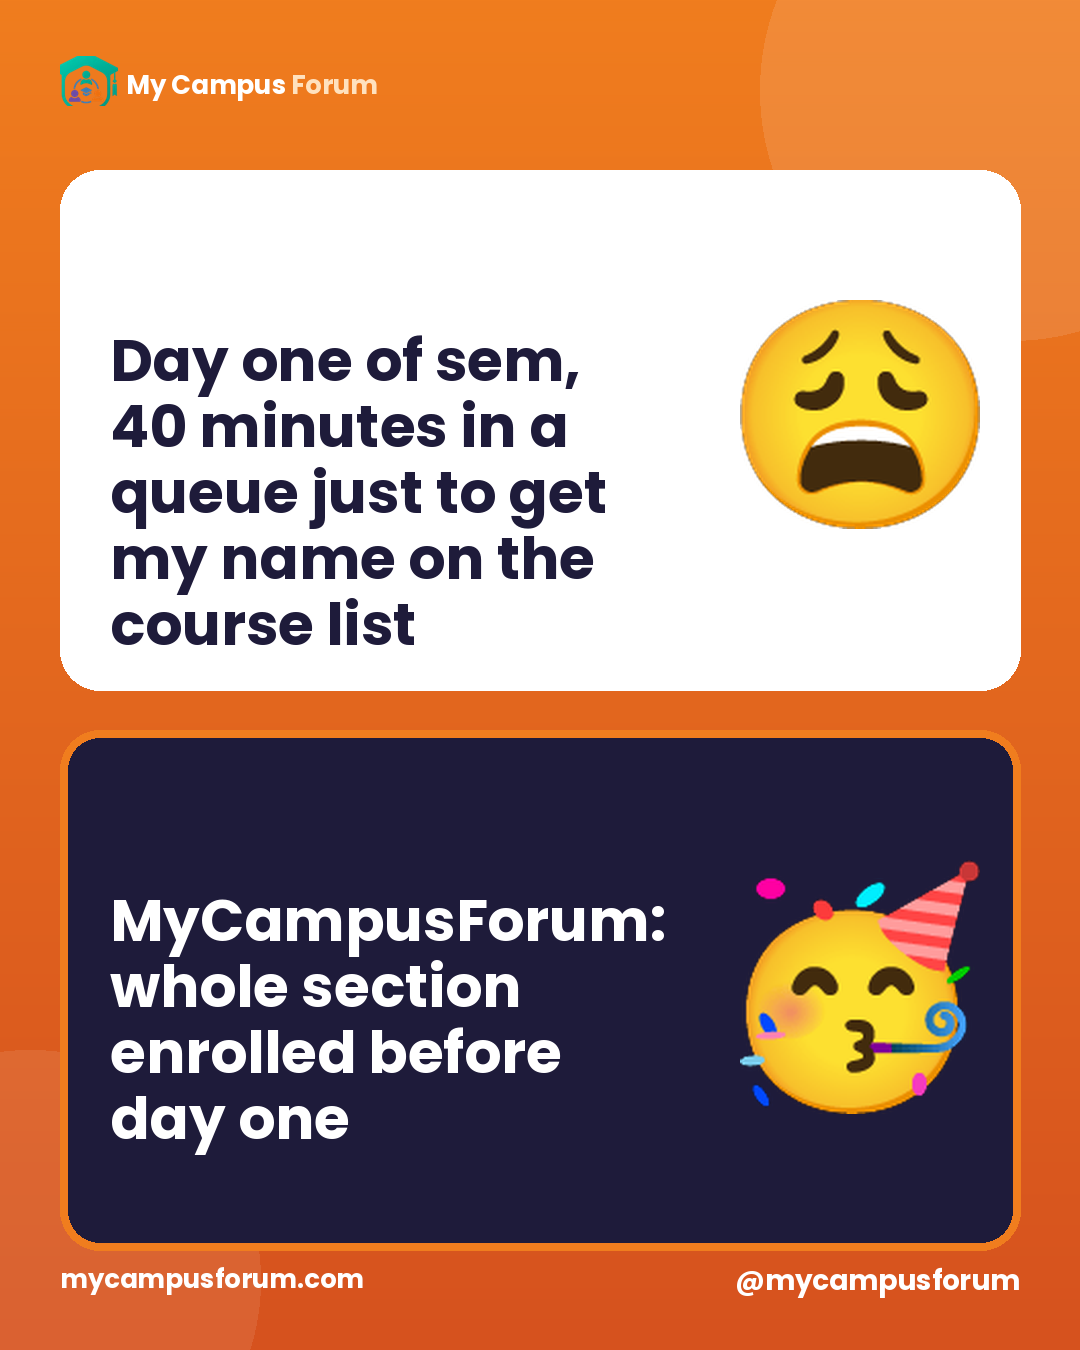 My Campus Forum
Day one of sem,
40 minutes in a
queue just to get
my name on the
course list
MyCampusForum:
whole section
enrolled before
day one
mycampusforum.com
@mycampusforum